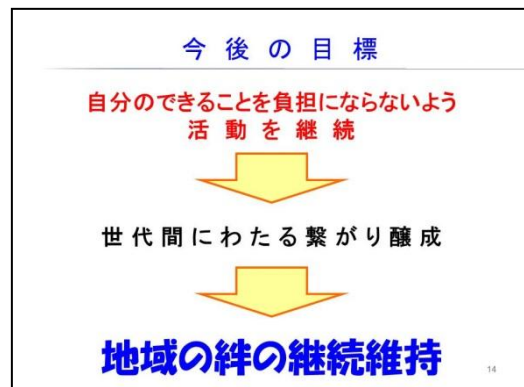 今後の目標
自分のできることを負担にならないよう
活動を継続
世代間にわたる繋がり醸成
地域の絆の継続維持
14